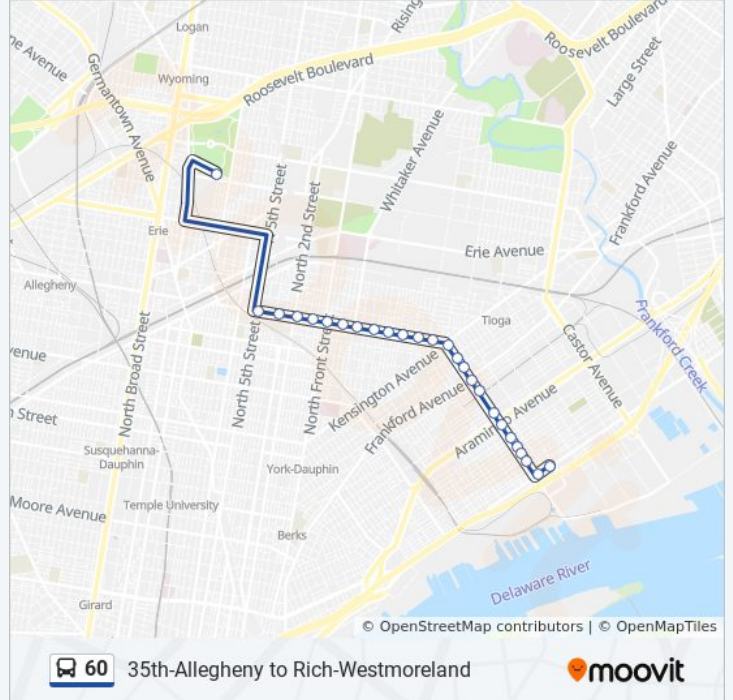 Logan
Rising
ne Avenue
Roosevelt Boulevard
Germantown Avenue
Wyoming
Roosevelt Boulevard
Large Street
Whitaker Avenue
Frankford Avenue
5th Street
North 2nd Street
Erie
Erie Avenue
Allegheny
Tioga
Frankford Creek
Castor Avenue
North Broad Street
North 5th Street
North Front Stre
Kensington Avenue
Frankford Avenue
venue
n Street
Susquehanna-
Dauphin
York-Dauphin
Moore Avenue
Temple University
Berks
Delaware River
Girard
© OpenStreetMap contributors | © OpenMapTiles
60 35th-Allegheny to Rich-Westmoreland
moovit